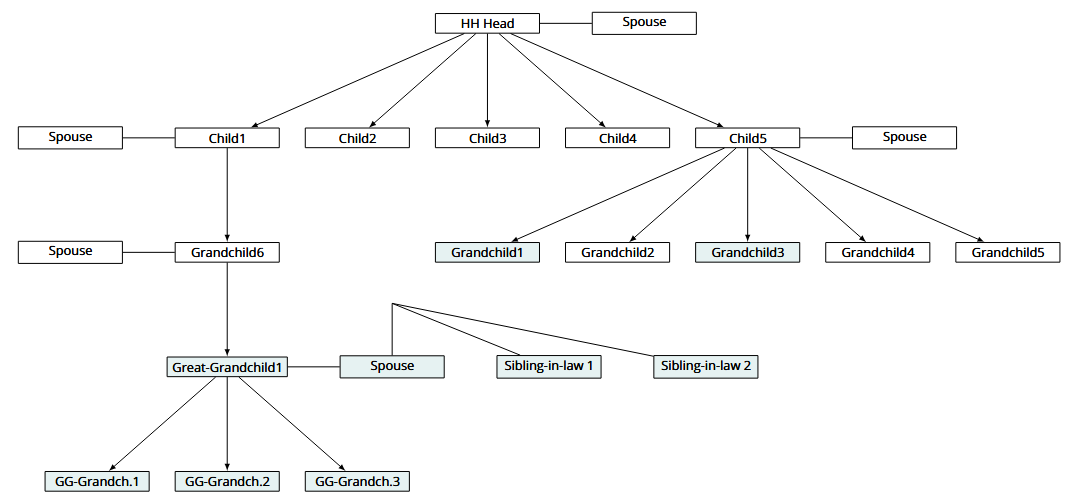 HH Head
Spouse
Spouse
Child1
Child2
Child3
Child4
Child5
Spouse
Spouse
Grandchild6
Grandchild1
Grandchild2
Grandchild3
Grandchild4
Grandchild5
Great-Grandchild1
Spouse
Sibling-in-law 1
Sibling-in-law 2
GG-Grandch.1
GG-Grandch.2
GG-Grandch.3